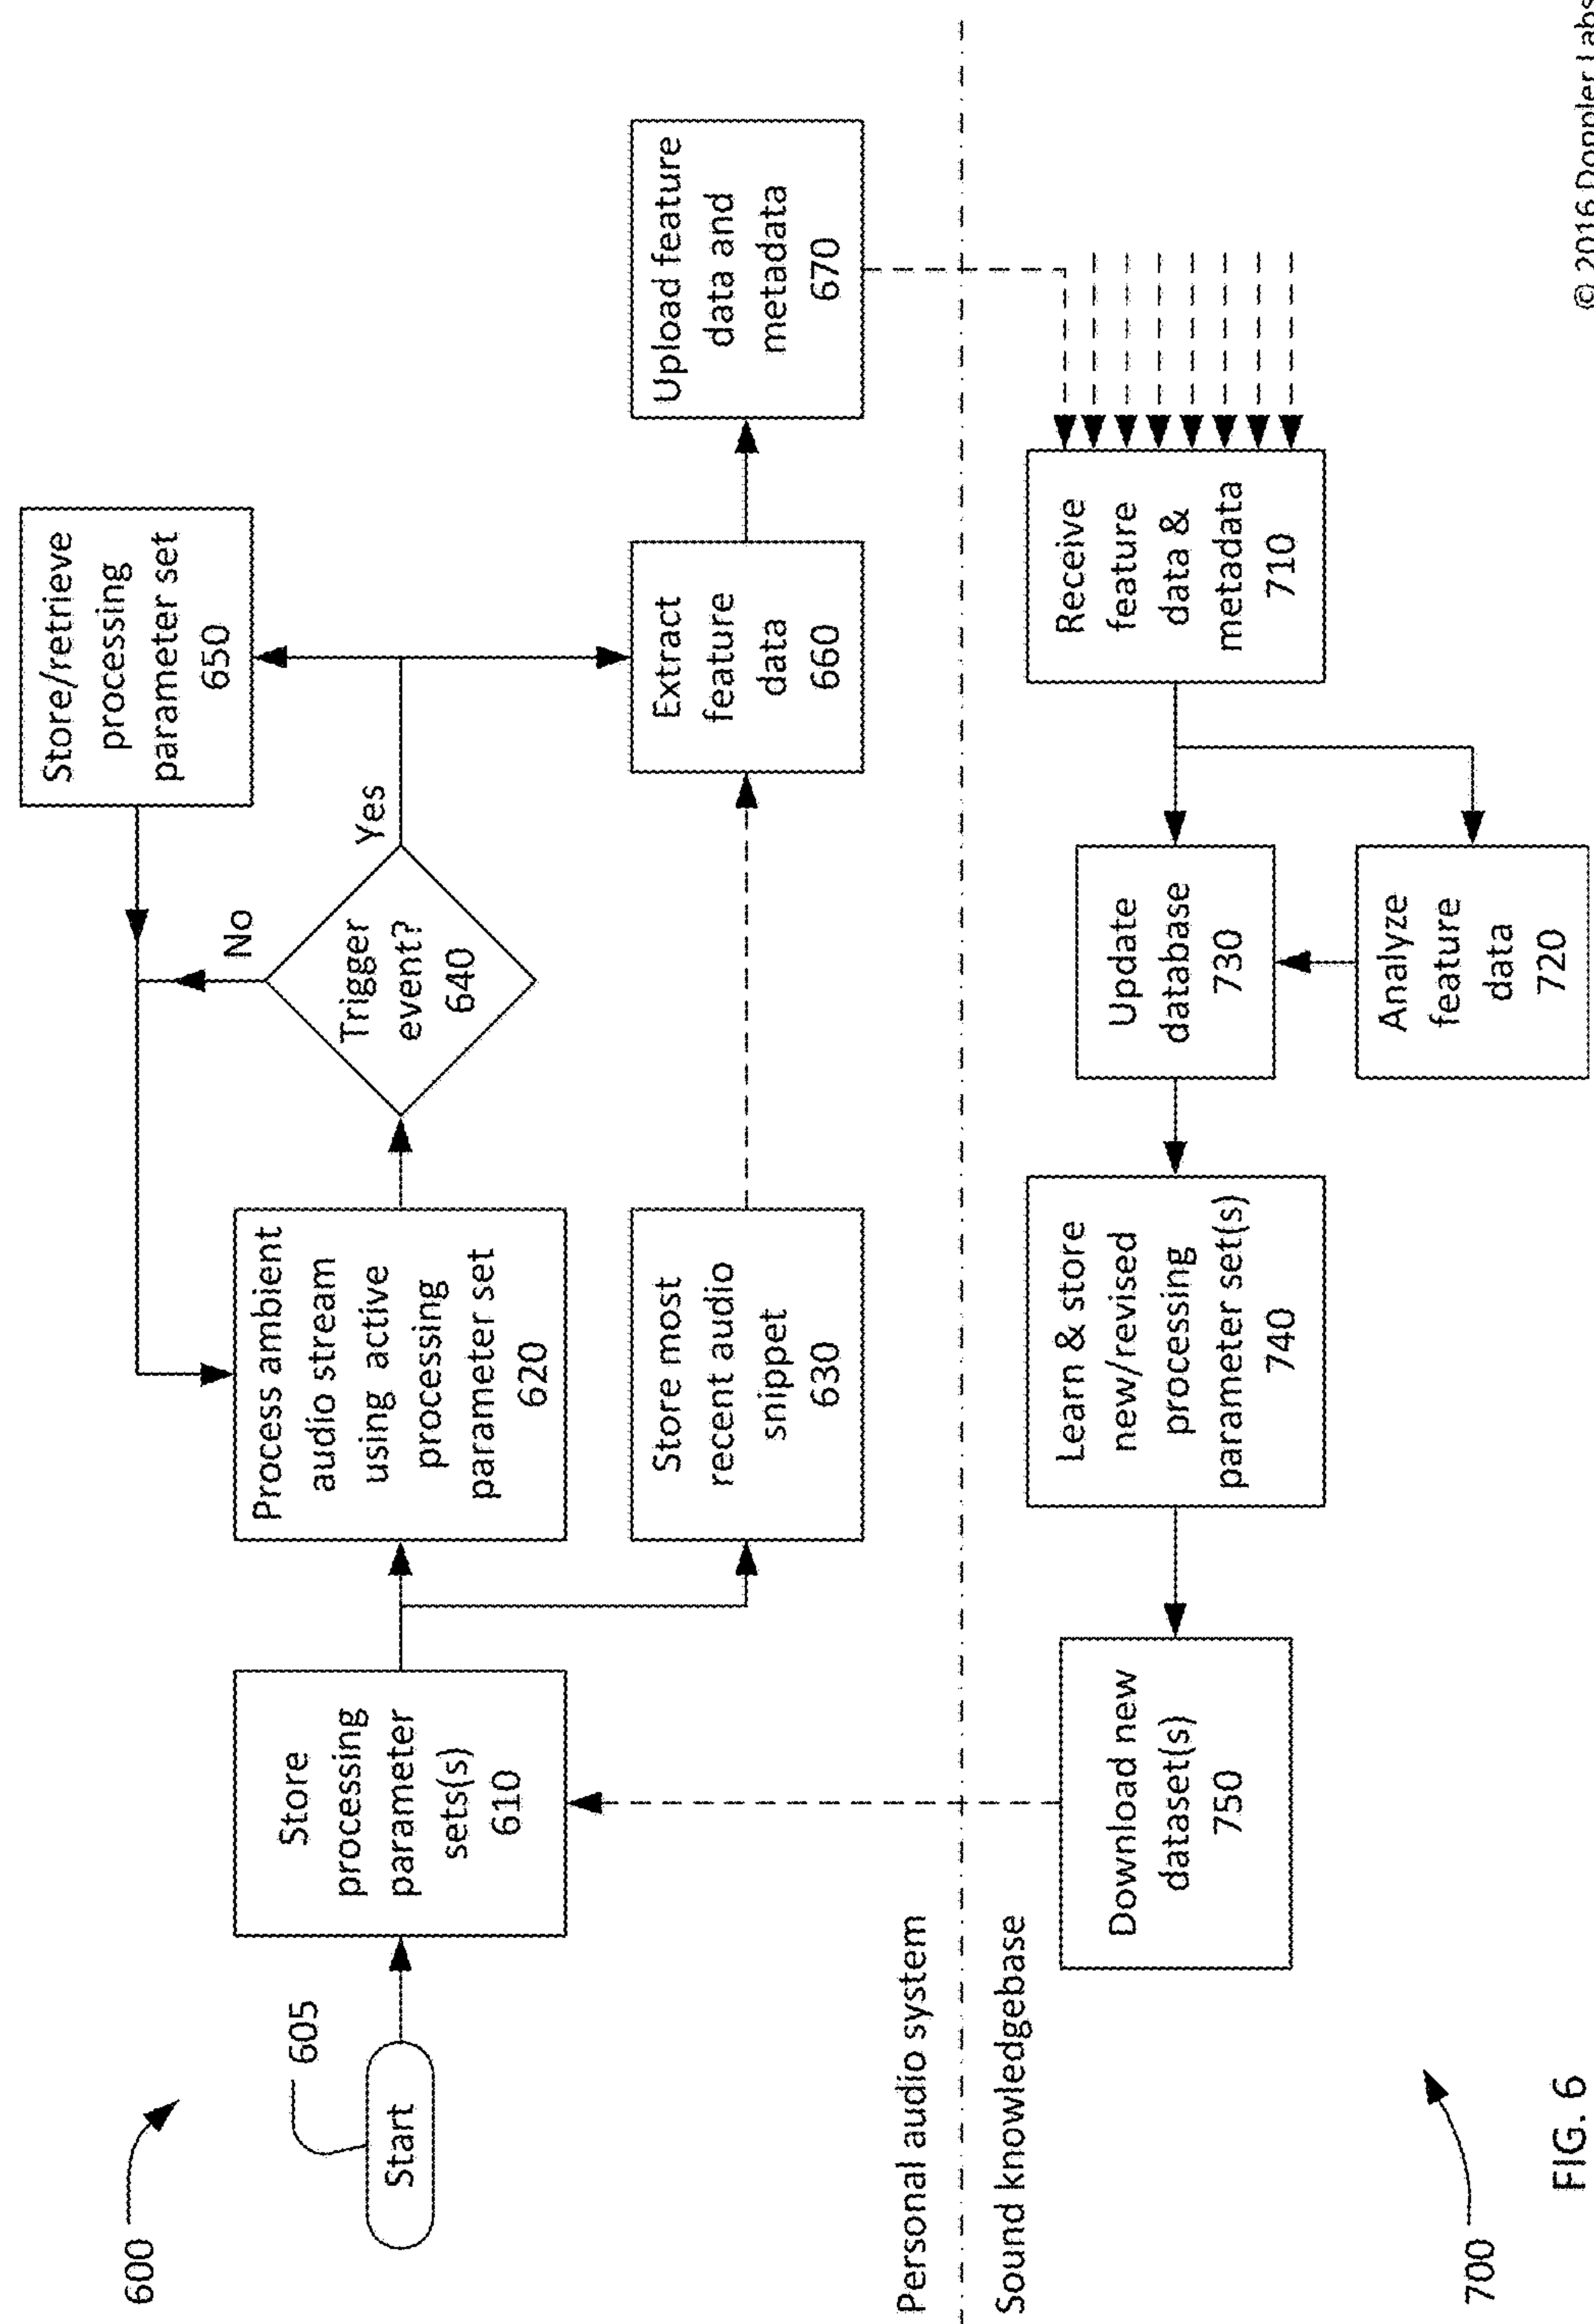 600
605
Start
Store
processing
parameter
sets(s)
610
Process ambient
audio stream
using active
processing
parameter set
620
Store most
recent audio
snippet
630
Trigger
event?
640
No
Yes
Store/retrieve
processing
parameter set
650
Extract
feature
data
660
Upload feature
data and
metadata
670
Personal audio system
Sound knowledgebase
Receive
feature
data &
metadata
710
Analyze
feature
data
720
Update
database
730
Learn & store
new/revised
processing
parameter set(s)
740
Download new
dataset(s)
750
700
FIG. 6
© 2016 Doppler Labs